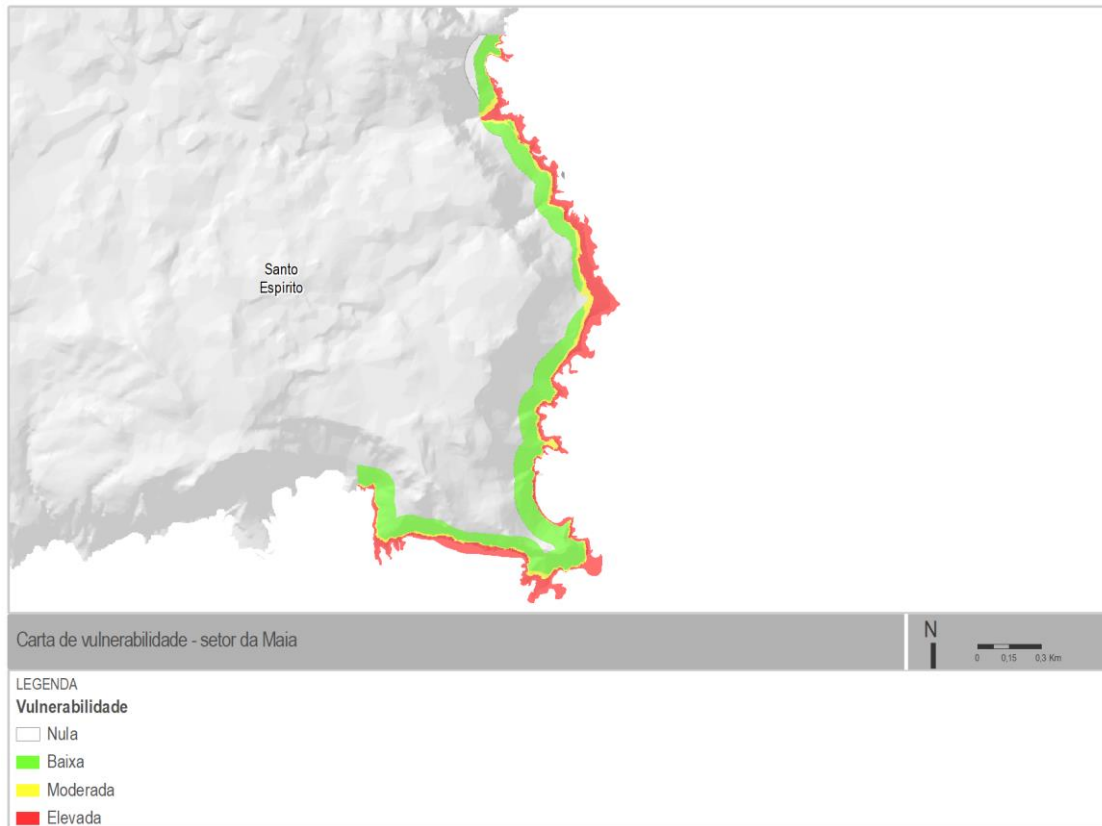 Santo
Espirito
Carta de vulnerabilidade - setor da Maia
N
0 0,15 0,3 Km
LEGENDA
Vulnerabilidade
Nula
Baixa
Moderada
Elevada